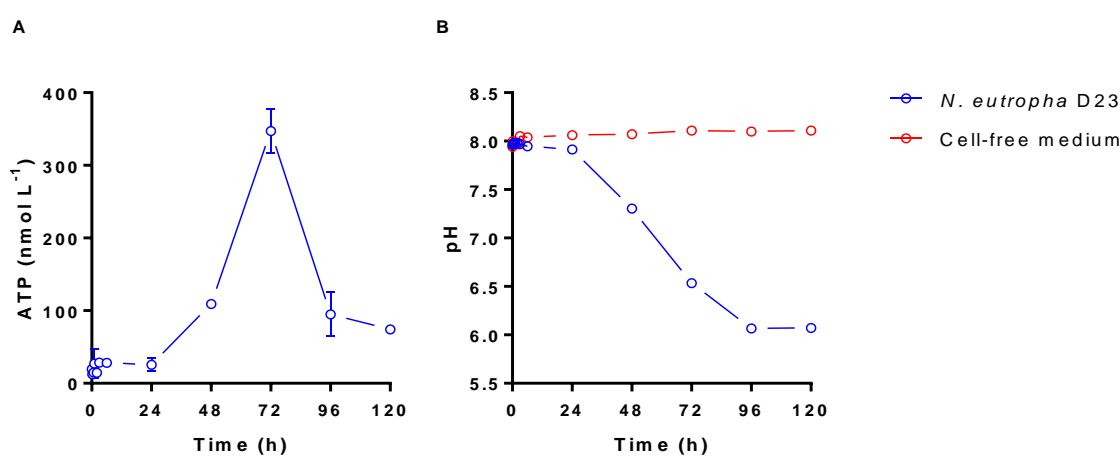 A
B
400
300
200
100
0
ATP (nmol L⁻¹)
0 24 48 72 96 120
Time (h)
8.5
8.0
7.5
7.0
6.5
6.0
5.5
pH
0 24 48 72 96 120
Time (h)
N. eutropha D23
Cell-free medium